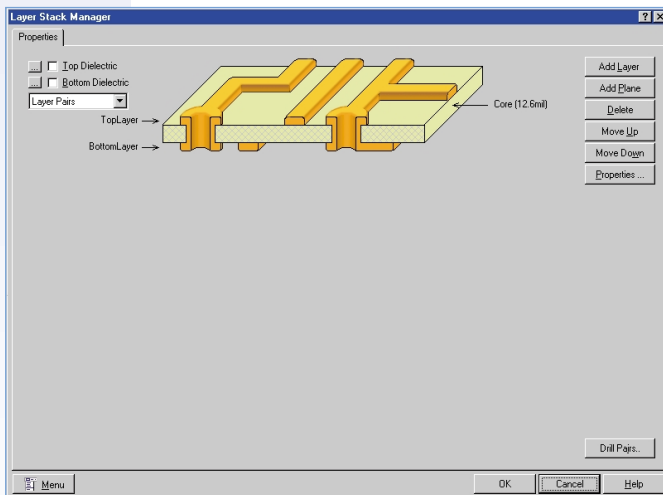 Layer Stack Manager
Properties
... Top Dielectric
... Bottom Dielectric
Layer Pairs
TopLayer
BottomLayer
Core (12.6mil)
Add Layer
Add Plane
Delete
Move Up
Move Down
Properties ...
Drill Pairs..
Menu
OK
Cancel
Help